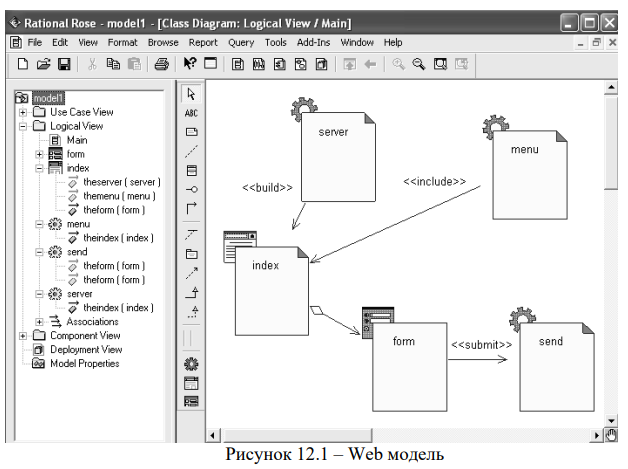 Rational Rose - model1 - [Class Diagram: Logical View / Main]
File Edit View Format Browse Report Query Tools Add-Ins Window Help
model1
Use Case View
Logical View
Main
form
index
theserver ( server )
themenu ( menu )
theform ( form )
menu
theindex ( index )
send
theform ( form )
theform ( form )
server
theindex ( index )
Associations
Component View
Deployment View
Model Properties
ABC
server
menu
<<build>>
<<include>>
index
form
<<submit>>
send
Рисунок 12.1 – Web модель